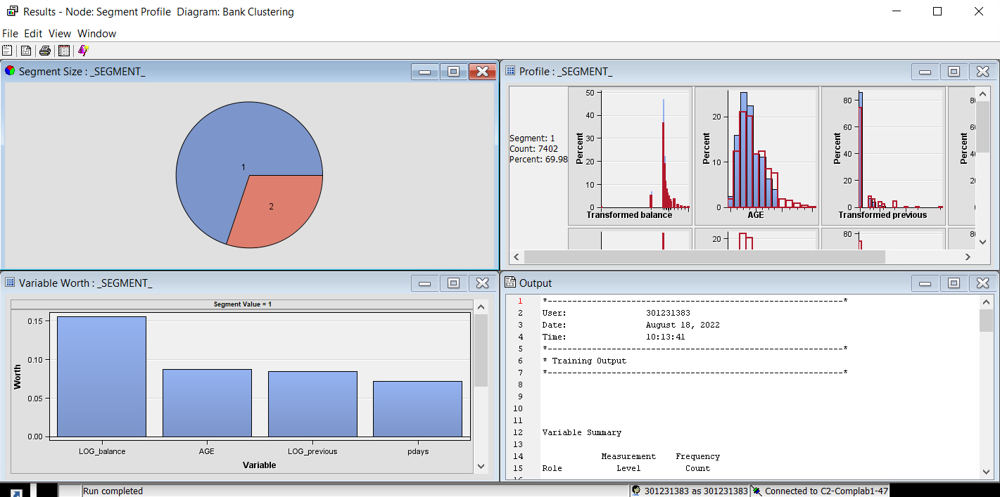 Results - Node: Segment Profile  Diagram: Bank Clustering
File  Edit  View  Window
Segment Size : _SEGMENT_
1
2
Profile : _SEGMENT_
Segment: 1
Count: 7402
Percent: 69.98
Percent
50
40
30
20
10
0
Transformed balance
Percent
20
10
0
AGE
Percent
80
60
40
20
0
Transformed previous
Percent
20
80
Variable Worth : _SEGMENT_
Segment Value = 1
Worth
0.15
0.10
0.05
0.00
LOG_balance  AGE  LOG_previous  pdays
Variable
Output
1 *------------------------------------------------------------*
2 User:                301231383
3 Date:                August 18, 2022
4 Time:                10:13:41
5 *------------------------------------------------------------*
6 * Training Output
7 *------------------------------------------------------------*
8
9
10
11
12 Variable Summary
13
14             Measurement    Frequency
15 Role           Level         Count
Run completed
301231383 as 301231383
Connected to C2-Complab1-47